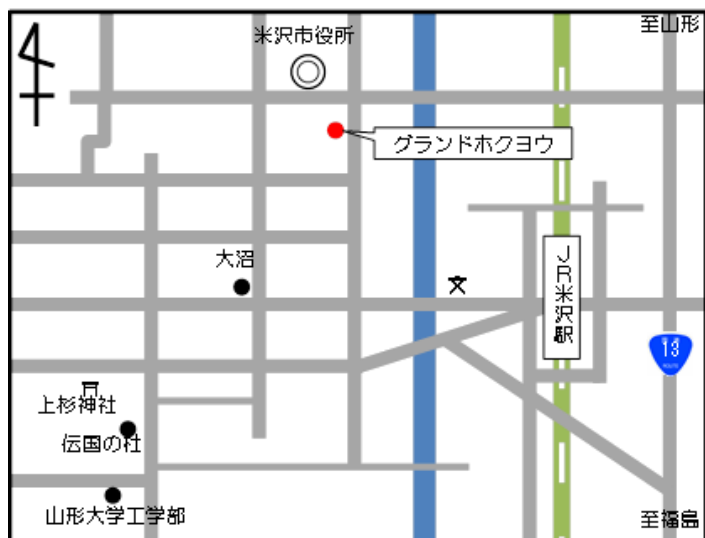 至山形
米沢市役所
グランドホクヨウ
大沼
JR米沢駅
13
ROUTE
上杉神社
伝国の杜
山形大学工学部
至福島